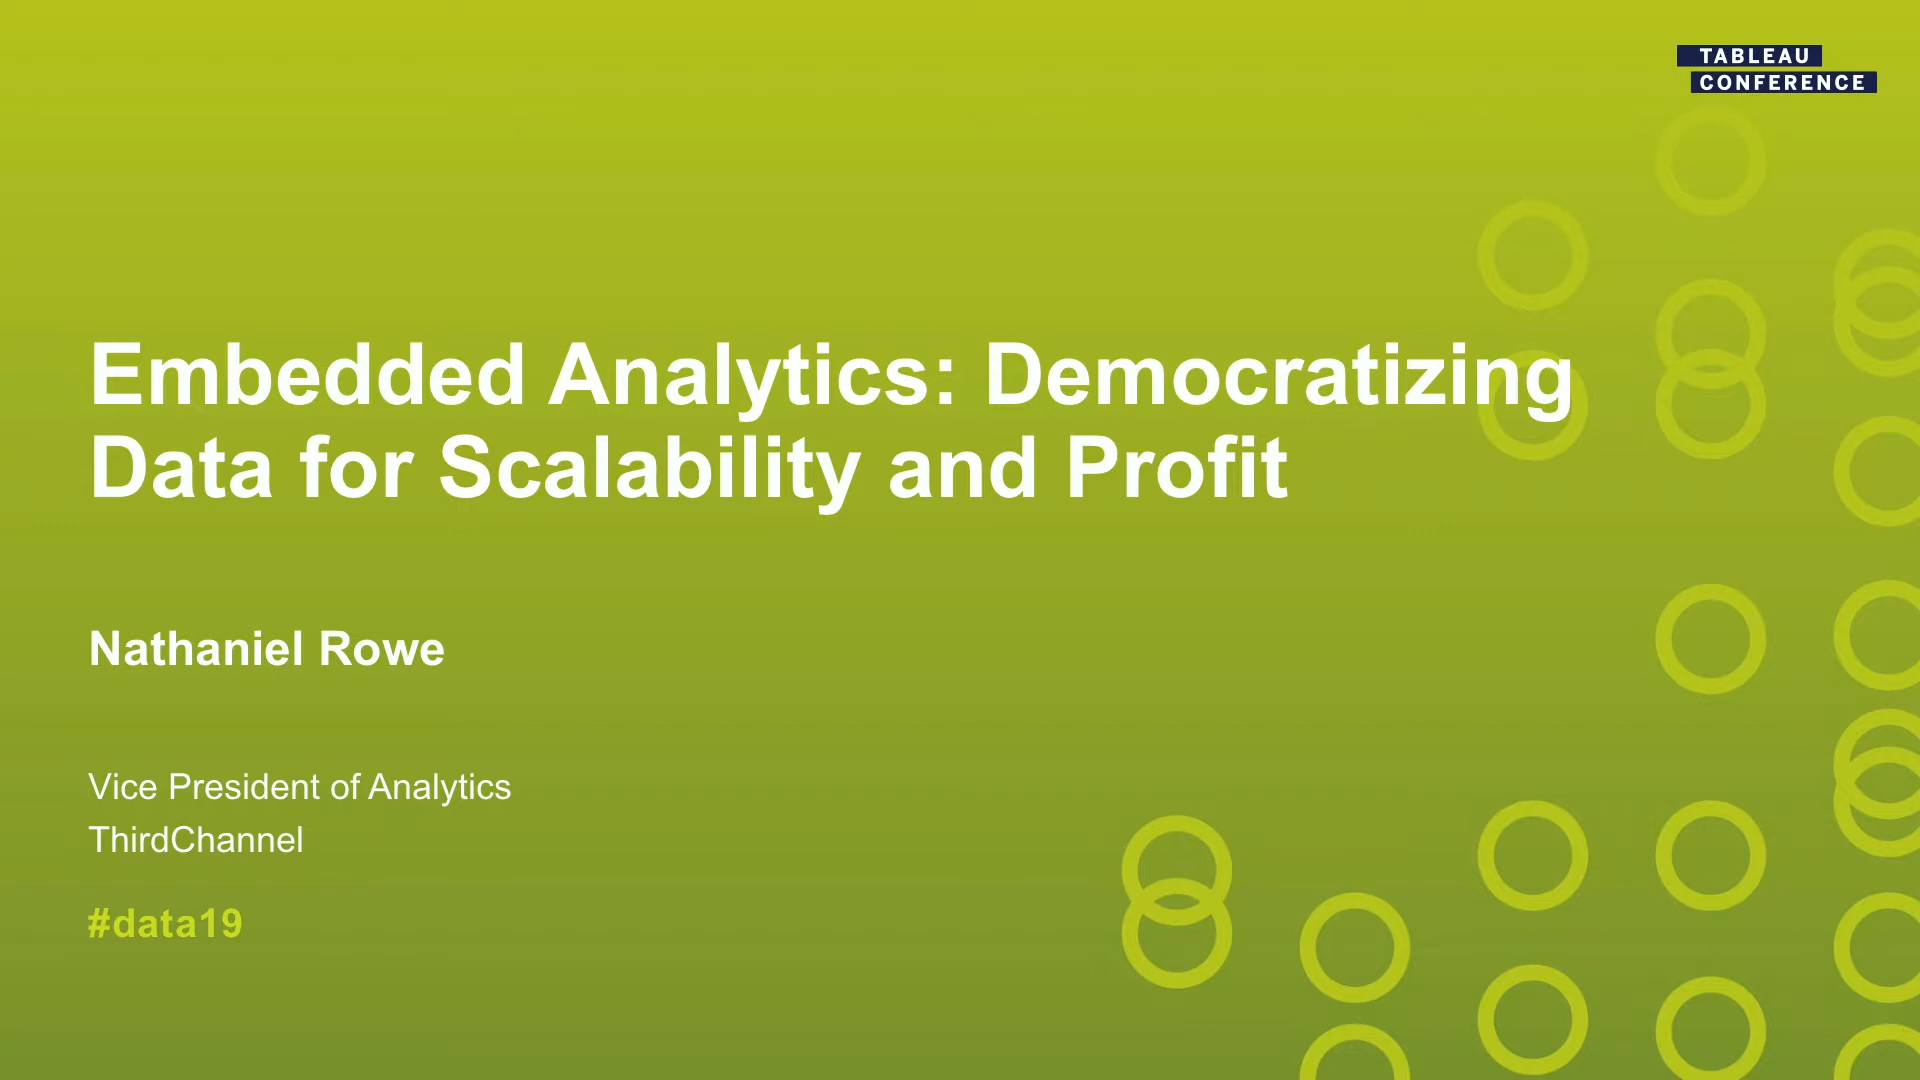 TABLEAU
CONFERENCE
Embedded Analytics: Democratizing
Data for Scalability and Profit
Nathaniel Rowe
Vice President of Analytics
ThirdChannel
#data19